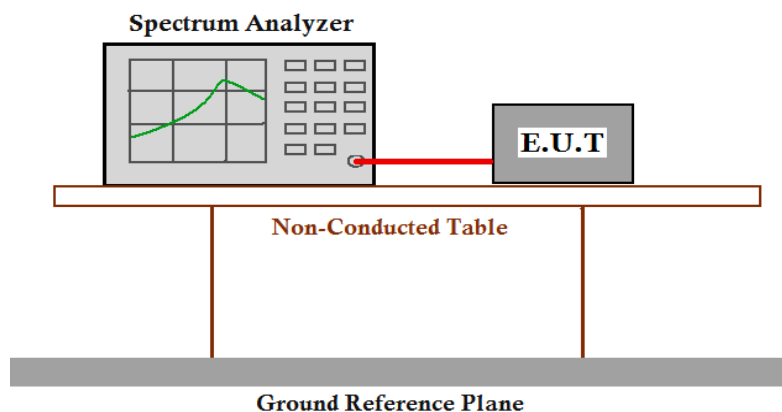 Spectrum Analyzer
E.U.T
Non-Conducted Table
Ground Reference Plane